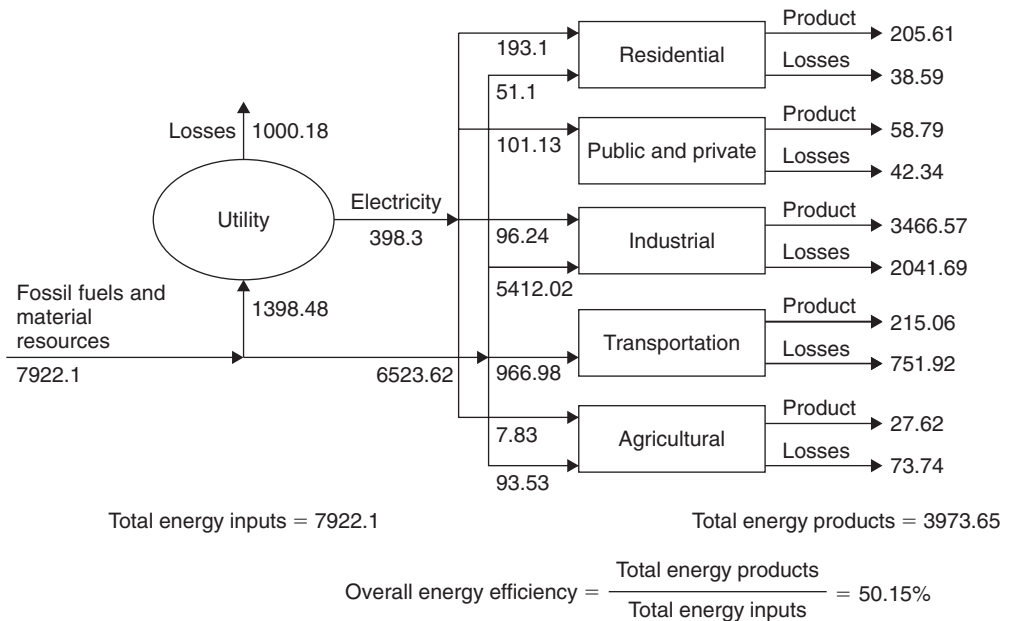 Product
205.61
193.1
Residential
Losses
38.59
51.1
Losses
1000.18
Product
58.79
101.13
Public and private
Losses
42.34
Utility
Electricity
398.3
Product
3466.57
96.24
Industrial
Losses
2041.69
5412.02
Fossil fuels and
material
resources
7922.1
1398.48
6523.62
Product
215.06
966.98
Transportation
Losses
751.92
Product
27.62
7.83
Agricultural
Losses
73.74
93.53
Total energy inputs = 7922.1
Total energy products = 3973.65
Overall energy efficiency = Total energy products
Total energy inputs
= 50.15%